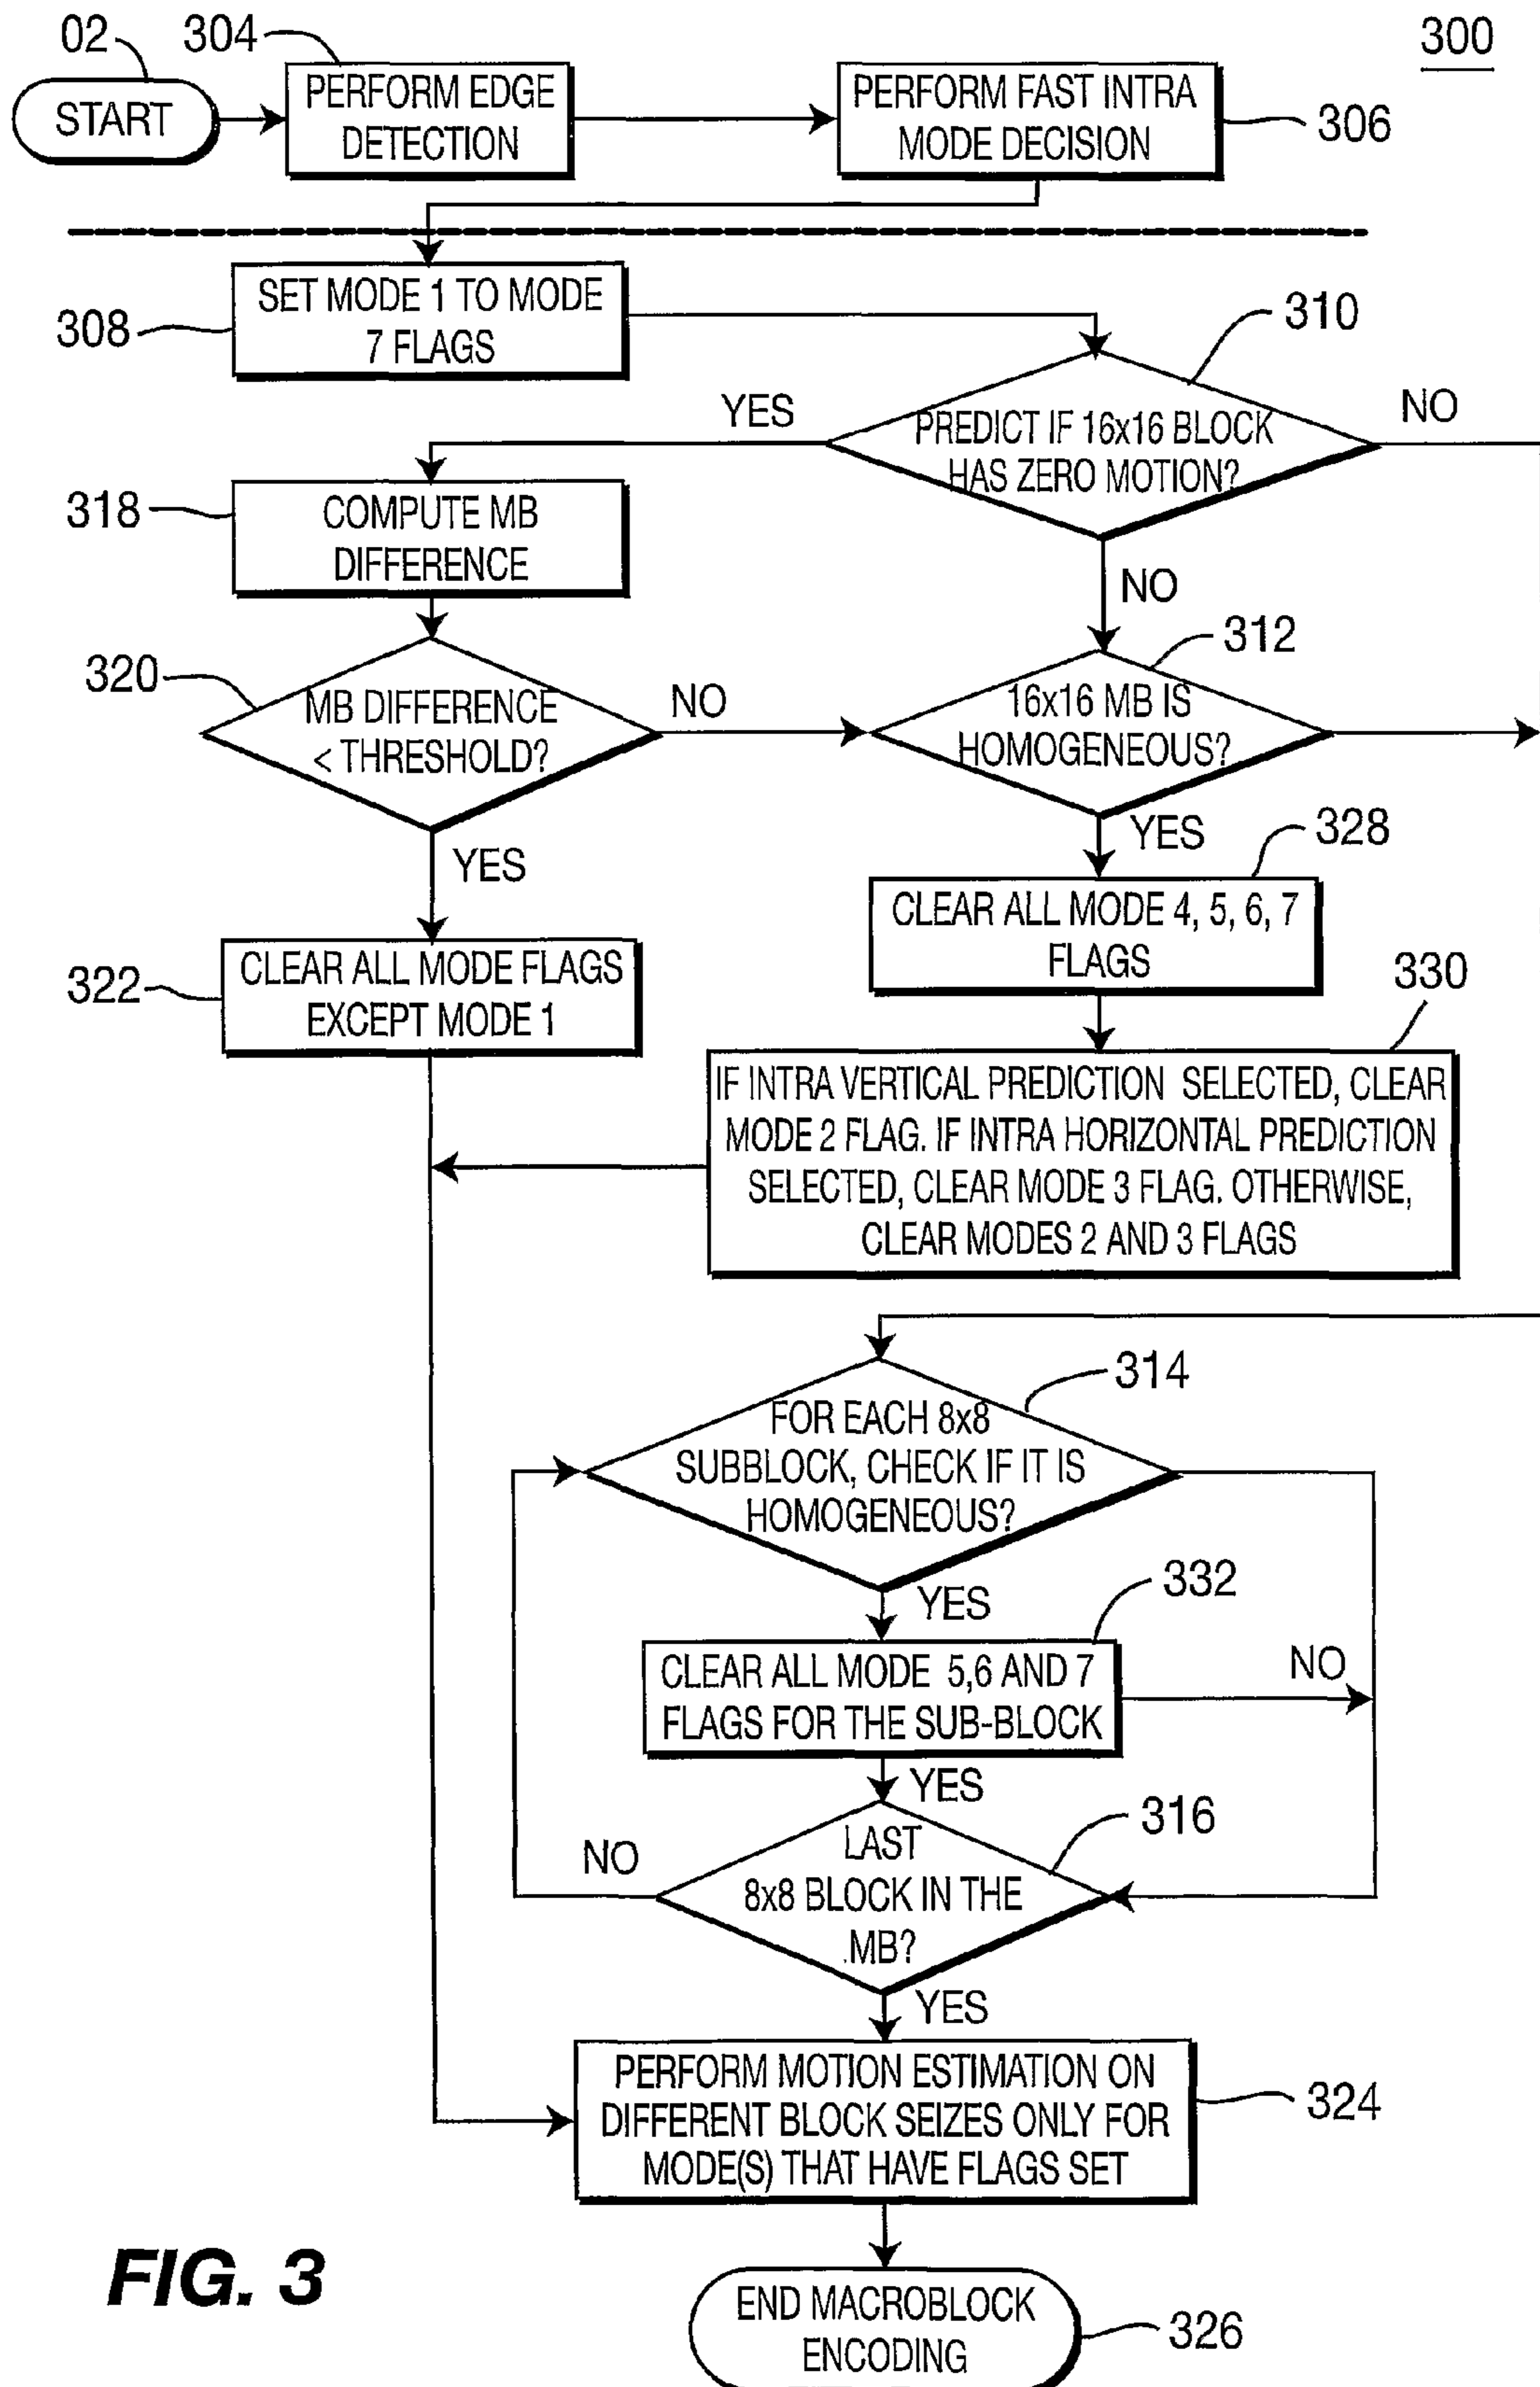 300
02
304
START
PERFORM EDGE
DETECTION
PERFORM FAST INTRA
MODE DECISION
306
SET MODE 1 TO MODE
7 FLAGS
308
310
YES
PREDICT IF 16x16 BLOCK
HAS ZERO MOTION?
NO
318
COMPUTE MB
DIFFERENCE
NO
312
320
MB DIFFERENCE
< THRESHOLD?
NO
16x16 MB IS
HOMOGENEOUS?
YES
YES
328
CLEAR ALL MODE 4, 5, 6, 7
FLAGS
322
CLEAR ALL MODE FLAGS
EXCEPT MODE 1
330
IF INTRA VERTICAL PREDICTION SELECTED, CLEAR
MODE 2 FLAG. IF INTRA HORIZONTAL PREDICTION
SELECTED, CLEAR MODE 3 FLAG. OTHERWISE,
CLEAR MODES 2 AND 3 FLAGS
314
FOR EACH 8x8
SUBBLOCK, CHECK IF IT IS
HOMOGENEOUS?
YES
332
CLEAR ALL MODE 5,6 AND 7
FLAGS FOR THE SUB-BLOCK
NO
YES
316
NO
LAST
8x8 BLOCK IN THE
.MB?
YES
PERFORM MOTION ESTIMATION ON
DIFFERENT BLOCK SEIZES ONLY FOR
MODE(S) THAT HAVE FLAGS SET
324
FIG. 3
END MACROBLOCK
ENCODING
326